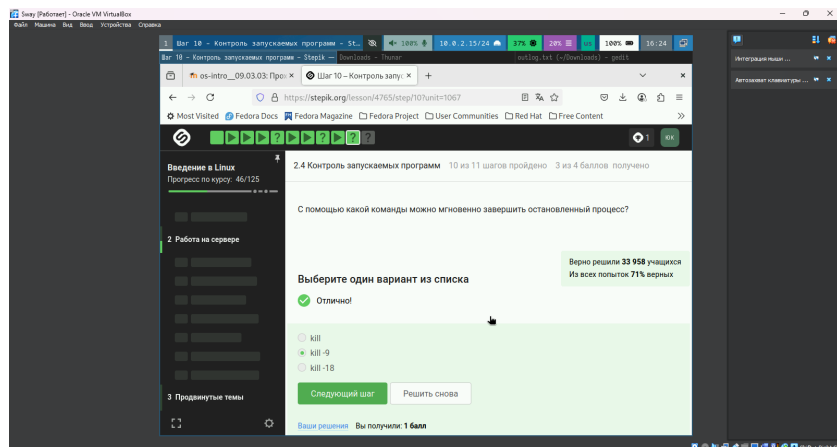 Sway [Работает] - Oracle VM VirtualBox
Файл Машина Вид Ввод Устройства Справка
1 Шаг 10 – Контроль запускаемых программ – St… 100% 10.0.2.15/24 37% 20% us 100% 16:24
Шаг 10 – Контроль запускаемых программ – Stepik — Downloads - Thunar outlog.txt (~/Downloads) - gedit
os-intro__09.03.03: Про Шаг 10 – Контроль запус
https://stepik.org/lesson/4765/step/10?unit=1067
Most Visited Fedora Docs Fedora Magazine Fedora Project User Communities Red Hat Free Content
1 ЮК
Введение в Linux
Прогресс по курсу: 46/125
2.4 Контроль запускаемых программ 10 из 11 шагов пройдено 3 из 4 баллов получено
С помощью какой команды можно мгновенно завершить остановленный процесс?
2 Работа на сервере
Верно решили 33 958 учащихся
Из всех попыток 71% верных
Выберите один вариант из списка
Отлично!
kill
kill -9
kill -18
Следующий шаг Решить снова
3 Продвинутые темы
Ваши решения Вы получили: 1 балл
Интеграция мыши ...
Автозахват клавиатуры ...